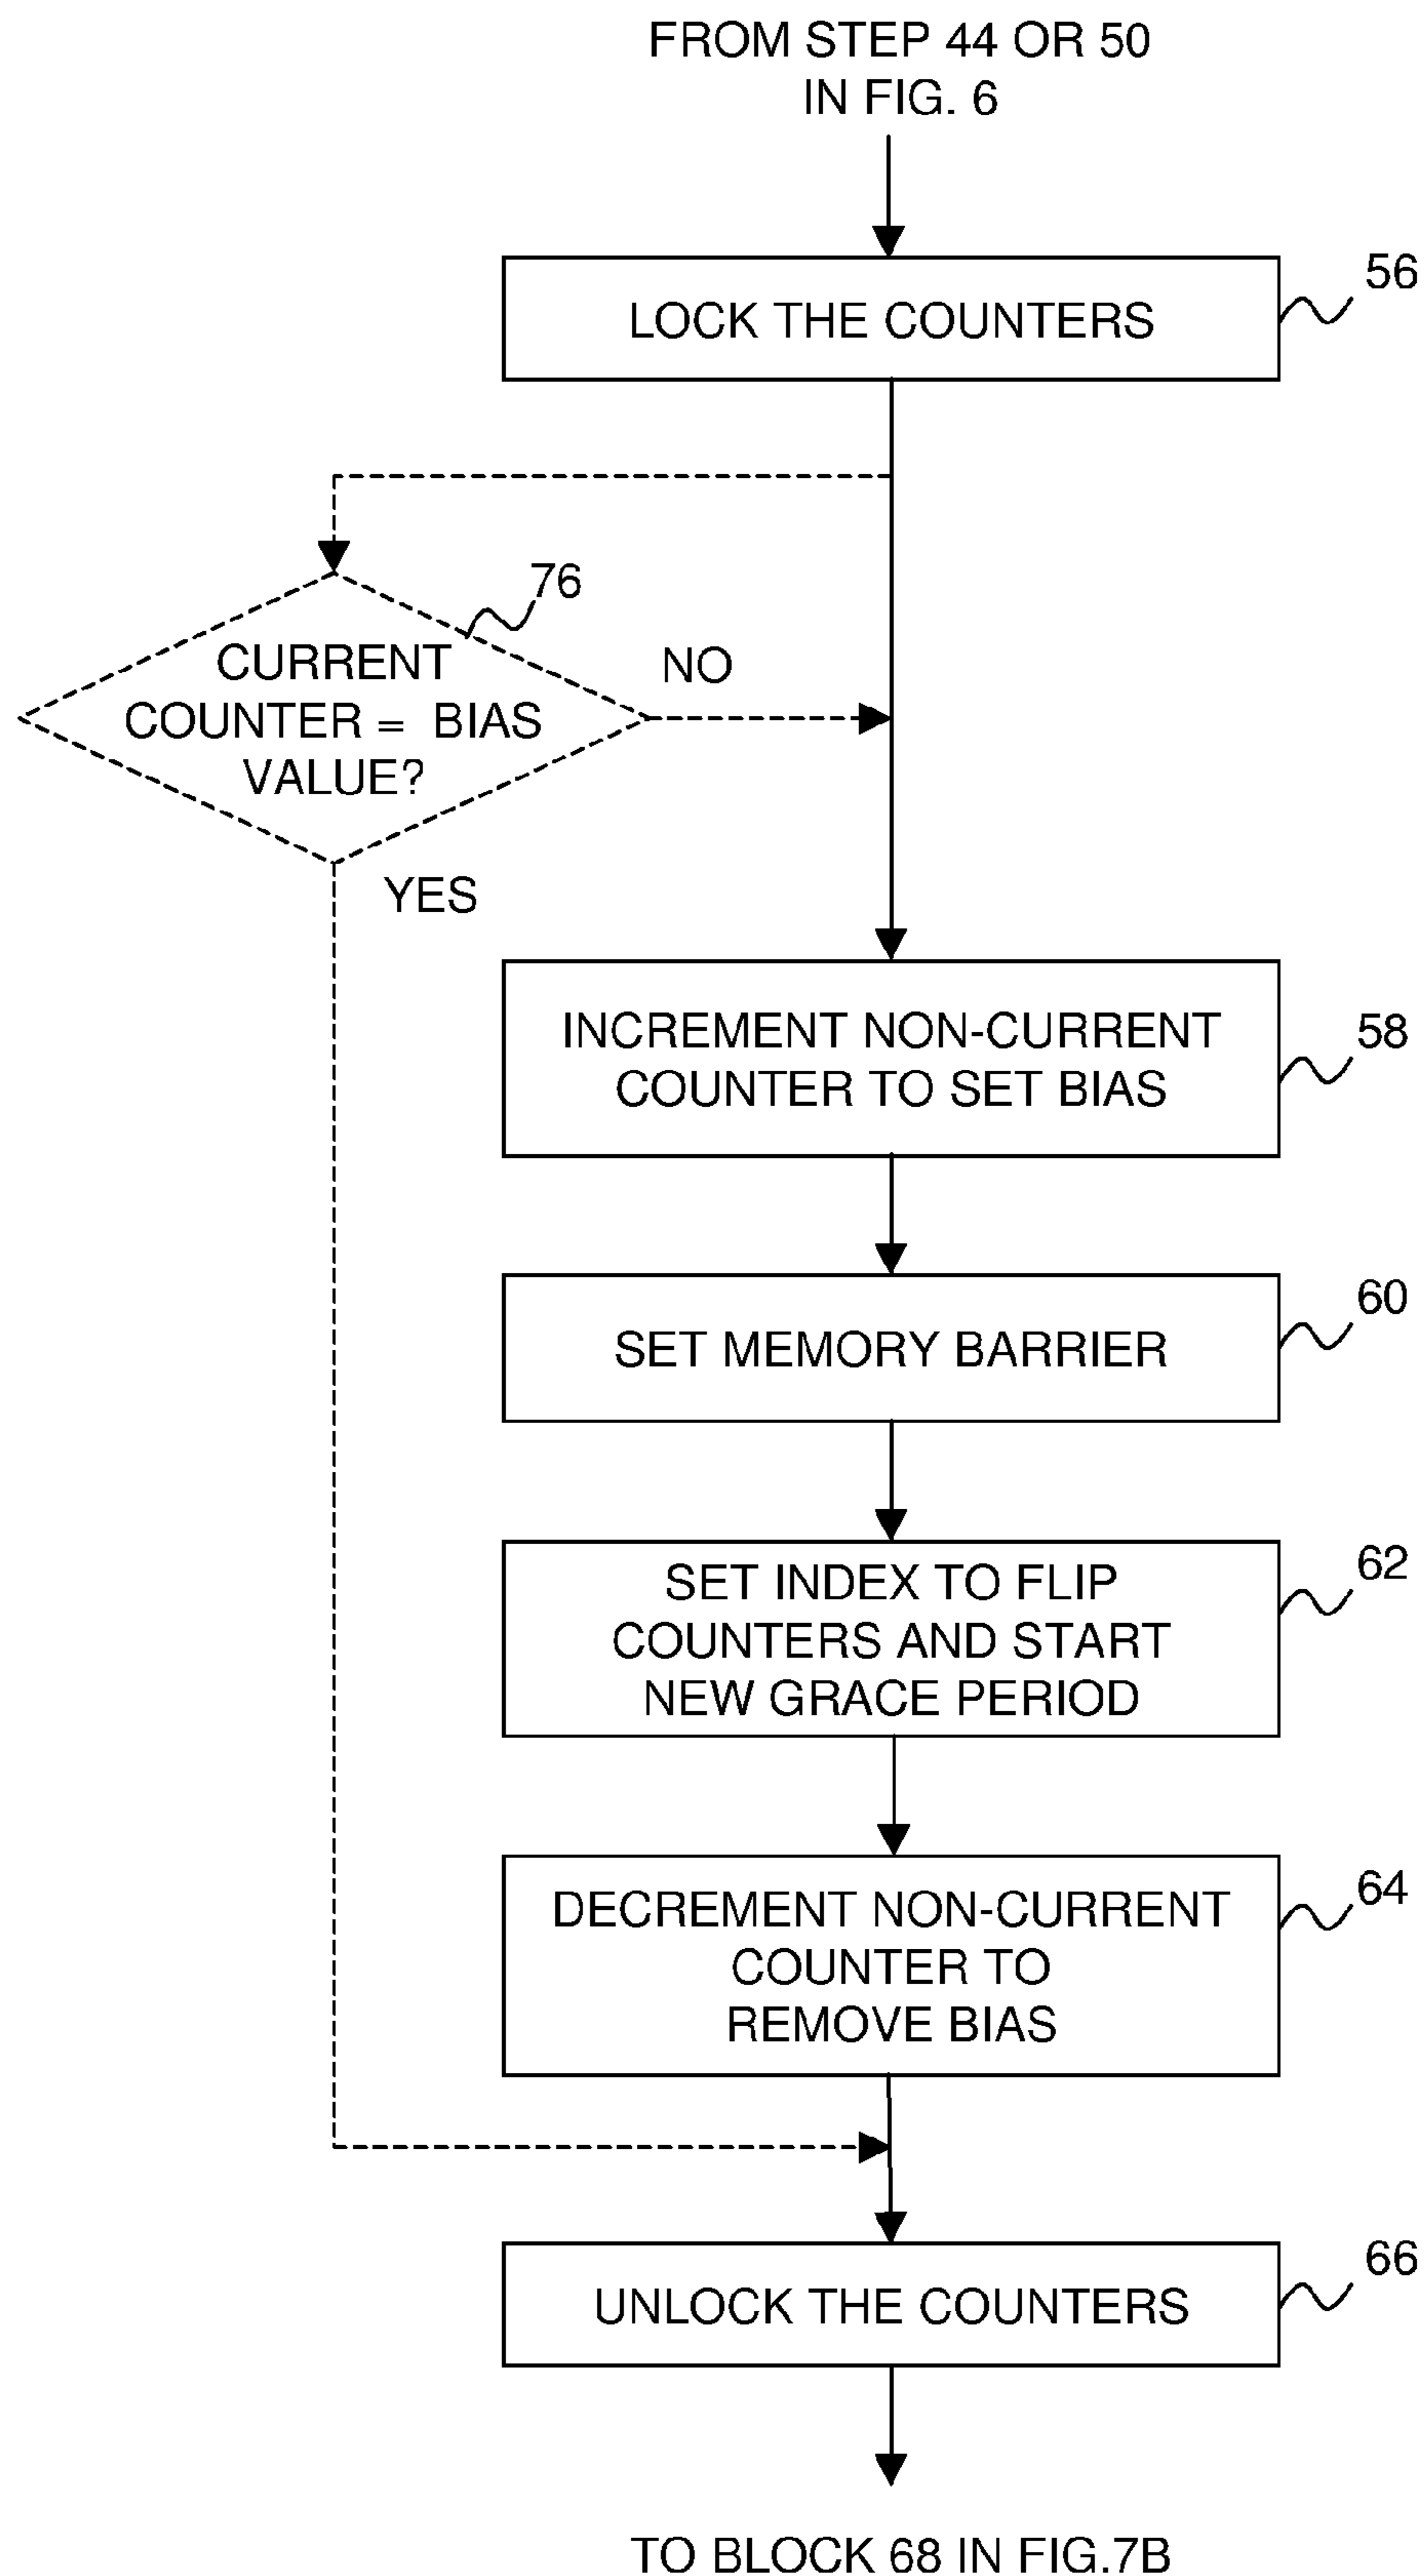 FROM STEP 44 OR 50
IN FIG. 6
56
LOCK THE COUNTERS
76
CURRENT
COUNTER = BIAS
VALUE?
NO
YES
INCREMENT NON-CURRENT
COUNTER TO SET BIAS
58
SET MEMORY BARRIER
60
SET INDEX TO FLIP
COUNTERS AND START
NEW GRACE PERIOD
62
DECREMENT NON-CURRENT
COUNTER TO
REMOVE BIAS
64
UNLOCK THE COUNTERS
66
TO BLOCK 68 IN FIG.7B